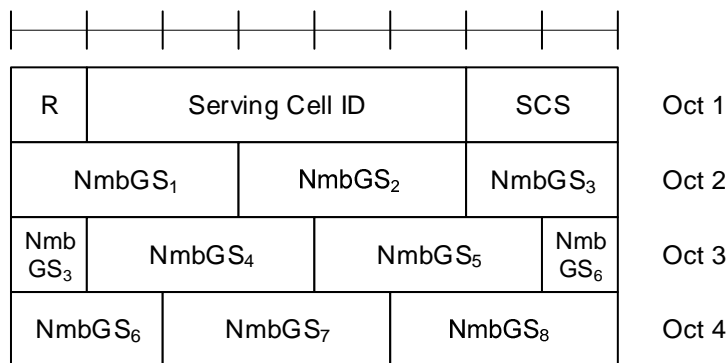 R Serving Cell ID SCS Oct 1
NmbGS₁ NmbGS₂ NmbGS₃ Oct 2
Nmb GS₃ NmbGS₄ NmbGS₅ Nmb GS₆ Oct 3
NmbGS₆ NmbGS₇ NmbGS₈ Oct 4